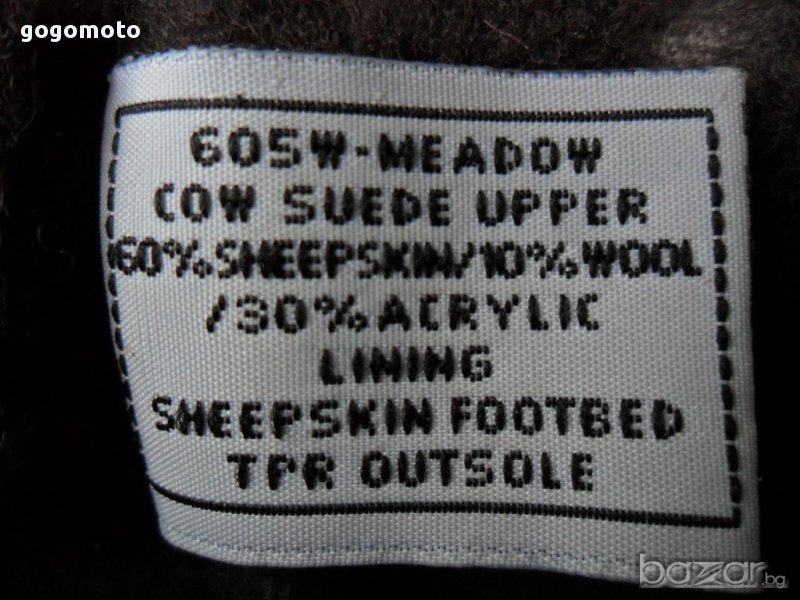 gogomoto
605W-MEADOW
COW SUEDE UPPER
60%SHEEPSKIN/10%WOOL
/30%ACRYLIC
LINING
SHEEPSKIN FOOTBED
TPR OUTSOLE
bazar.bg